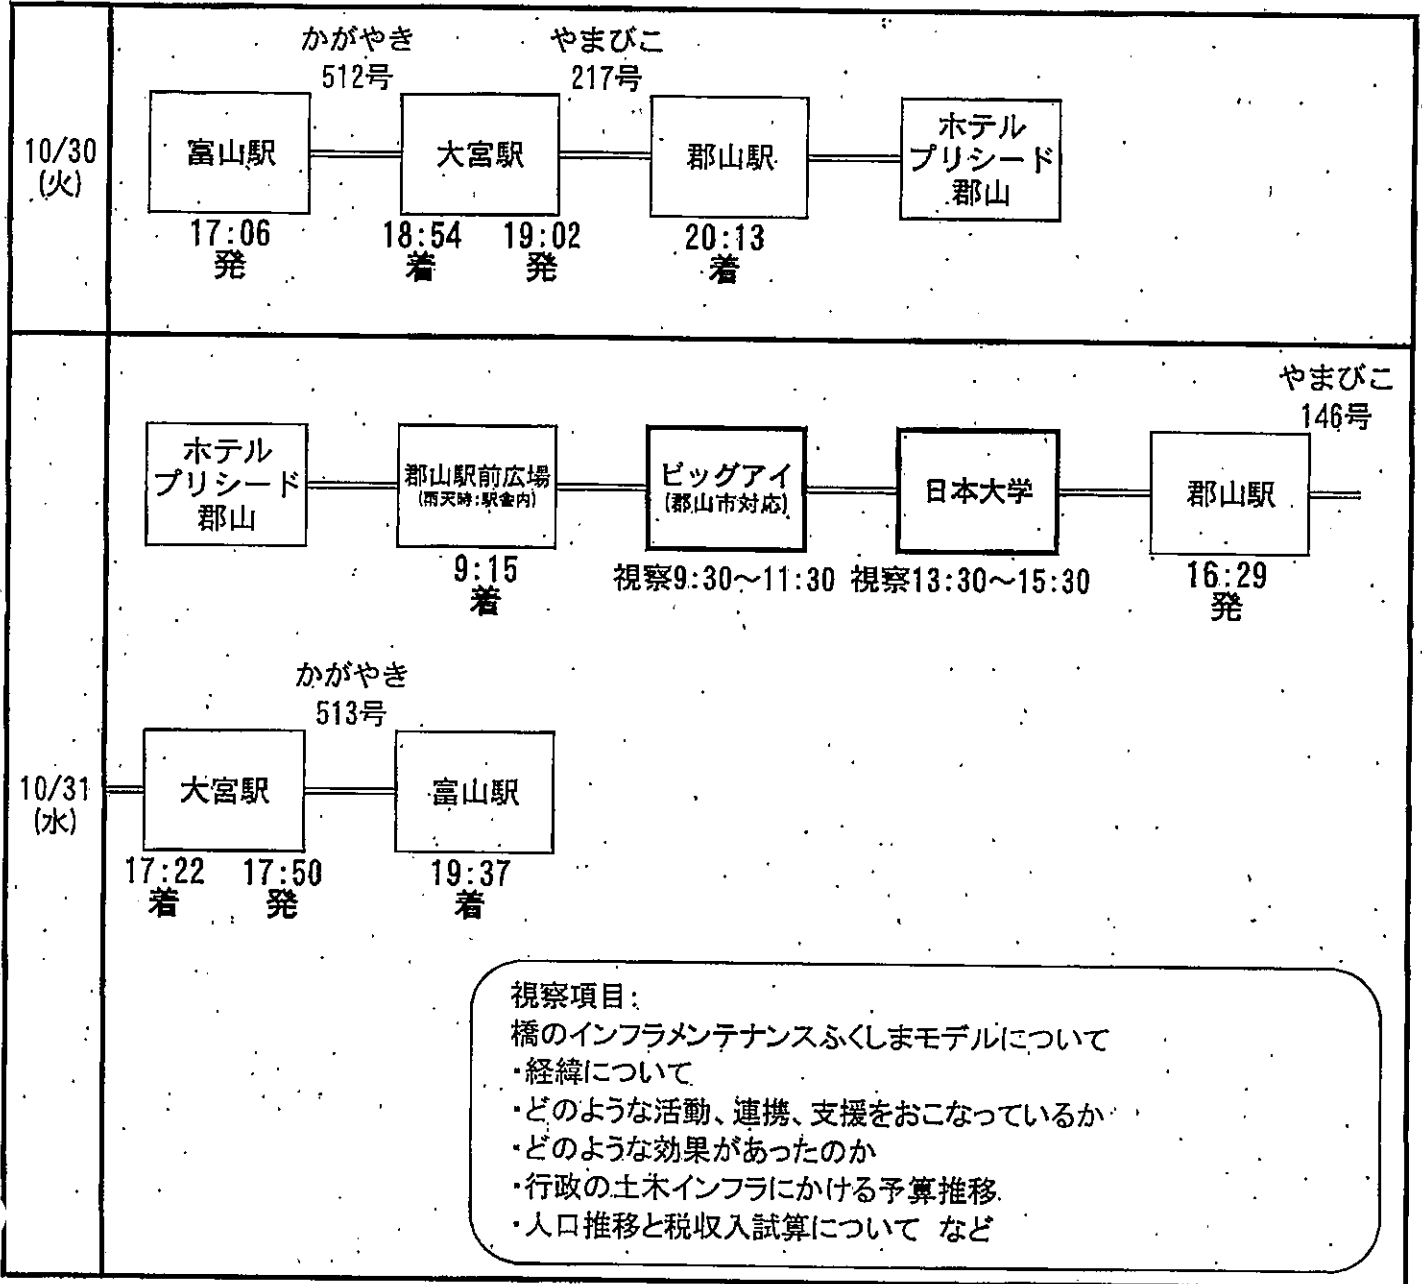 10/30
(火)
かがやき
512号
やまびこ
217号
富山駅
大宮駅
郡山駅
ホテル
プリシード
郡山
17:06
発
18:54
着
19:02
発
20:13
着
10/31
(水)
やまびこ
146号
ホテル
プリシード
郡山
郡山駅前広場
(雨天時:駅舎内)
ビッグアイ
(郡山市対応)
日本大学
郡山駅
9:15
着
視察9:30～11:30
視察13:30～15:30
16:29
発
かがやき
513号
大宮駅
富山駅
17:22
着
17:50
発
19:37
着
視察項目:
橋のインフラメンテナンスふくしまモデルについて
・経緯について
・どのような活動、連携、支援をおこなっているか
・どのような効果があったのか
・行政の土木インフラにかける予算推移
・人口推移と税収入試算について など